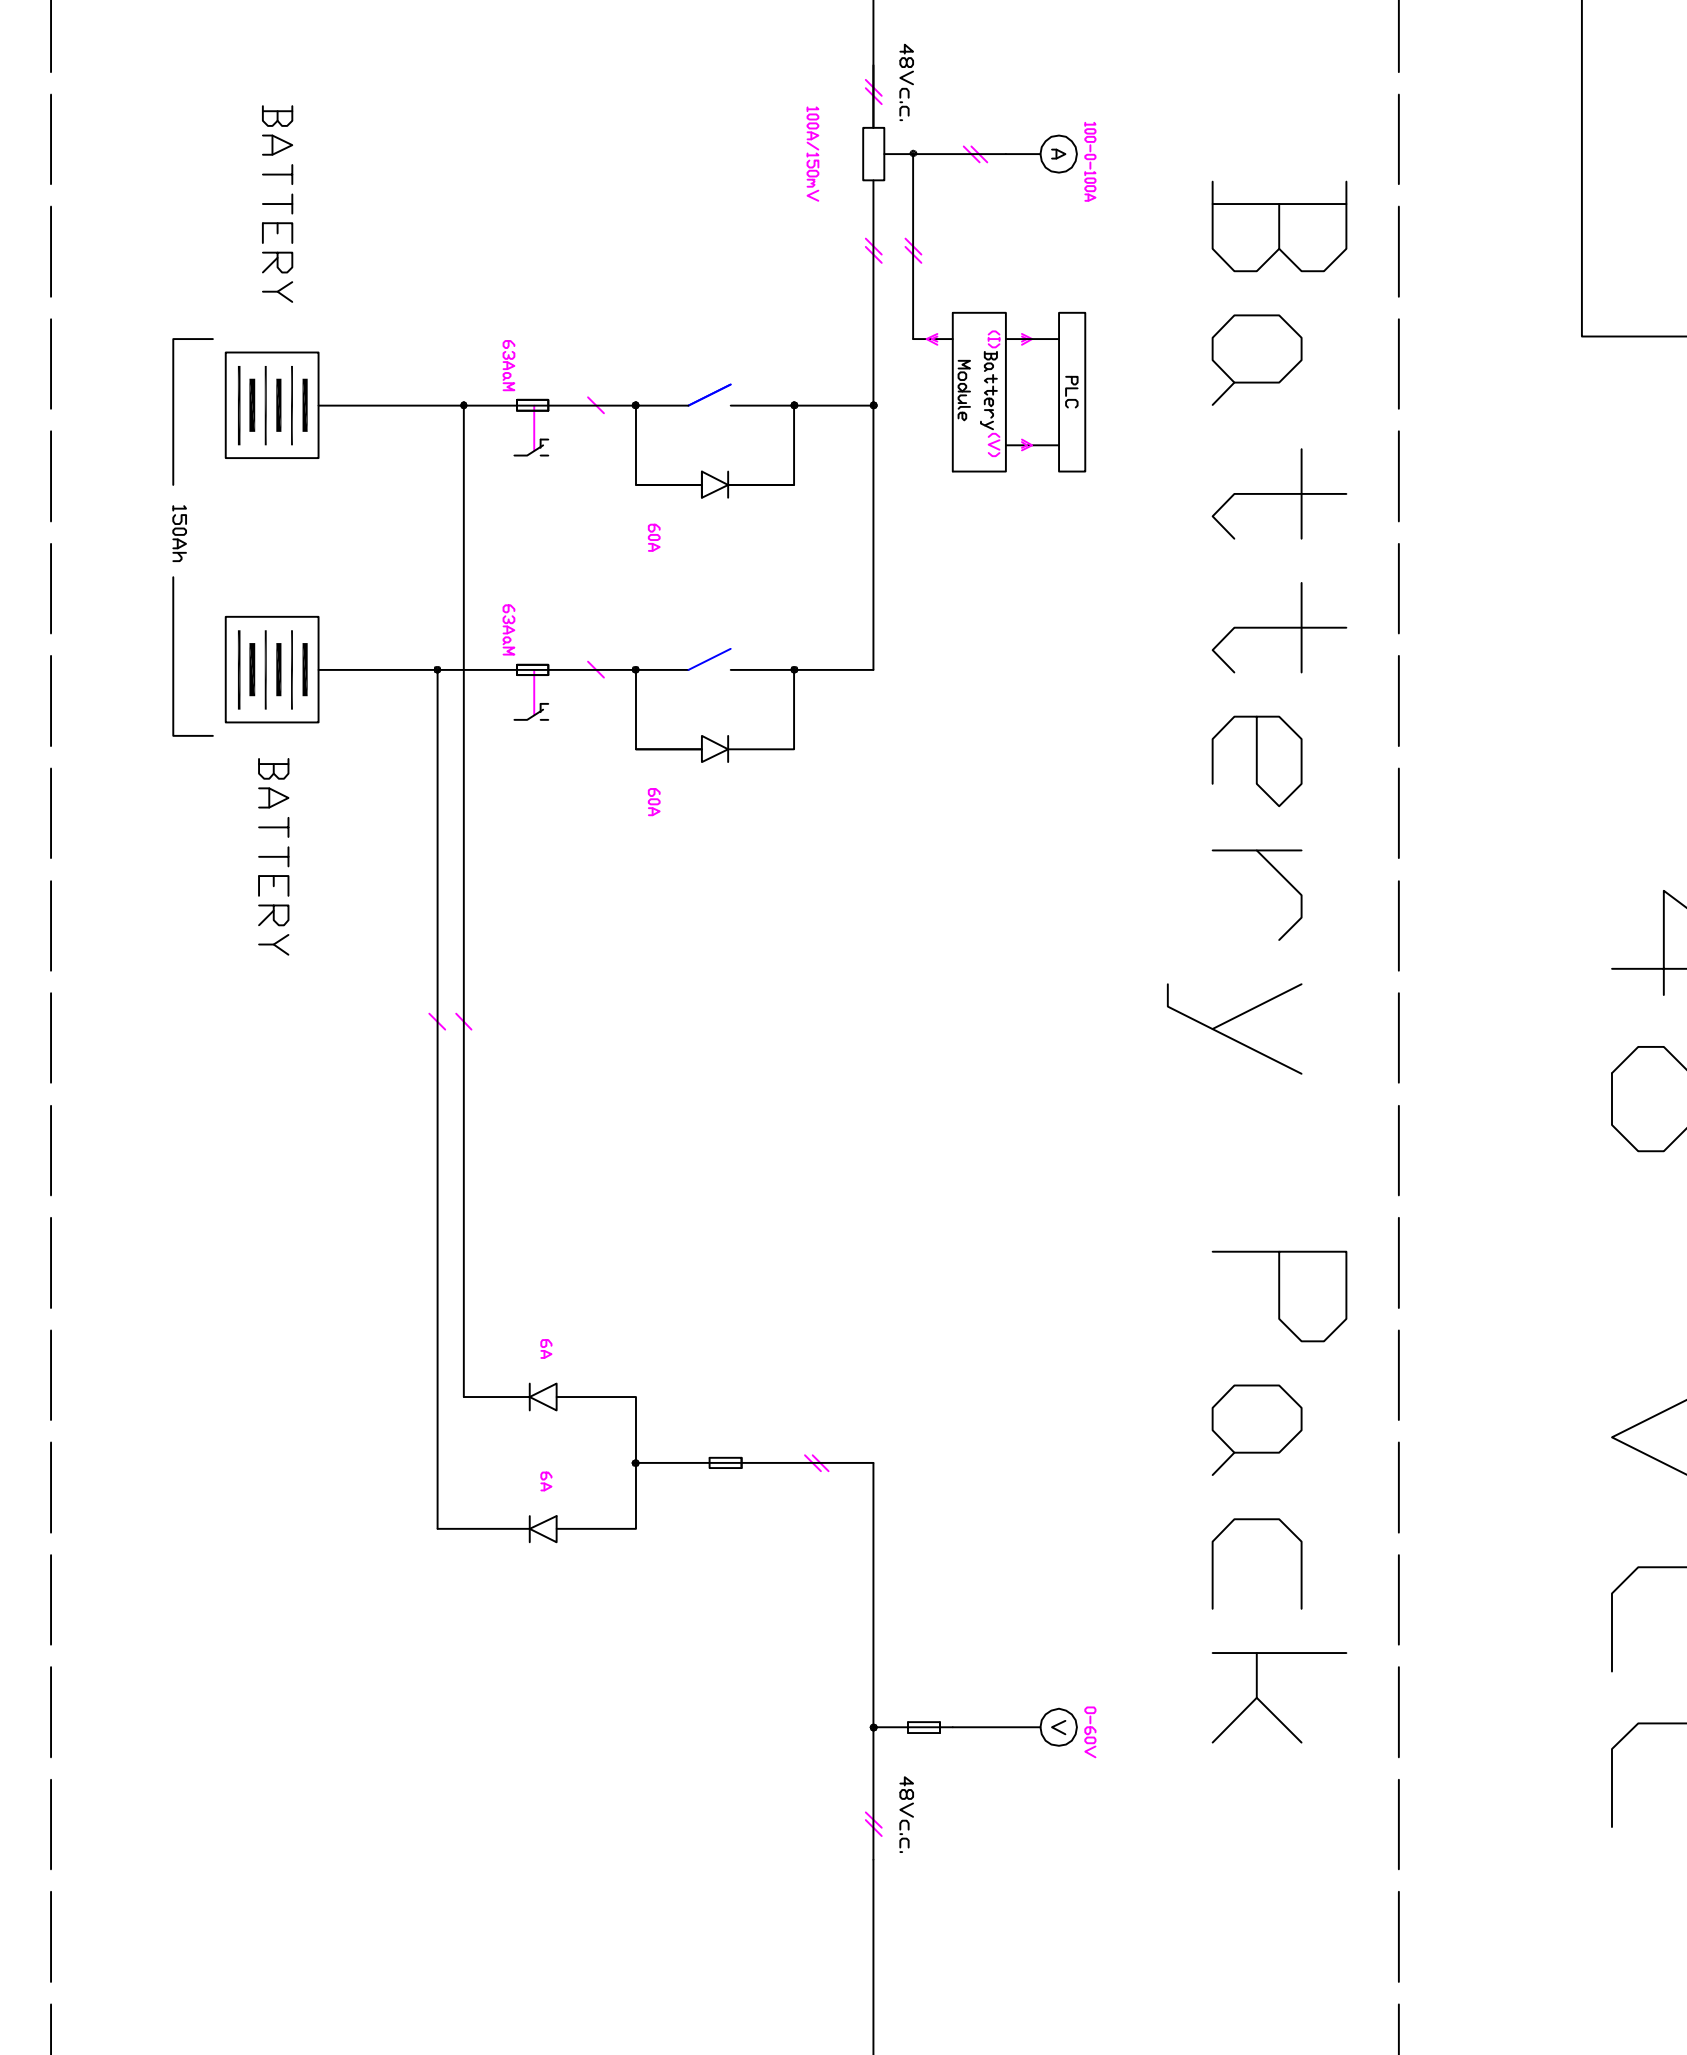 Battery Pack
100-0-100A
A
48Vc.c.
100A/150mV
PLC
(I)Battery(V)
Module
63AaM
60A
63AaM
60A
BATTERY
150Ah
BATTERY
6A
6A
0-60V
V
48Vc.c.